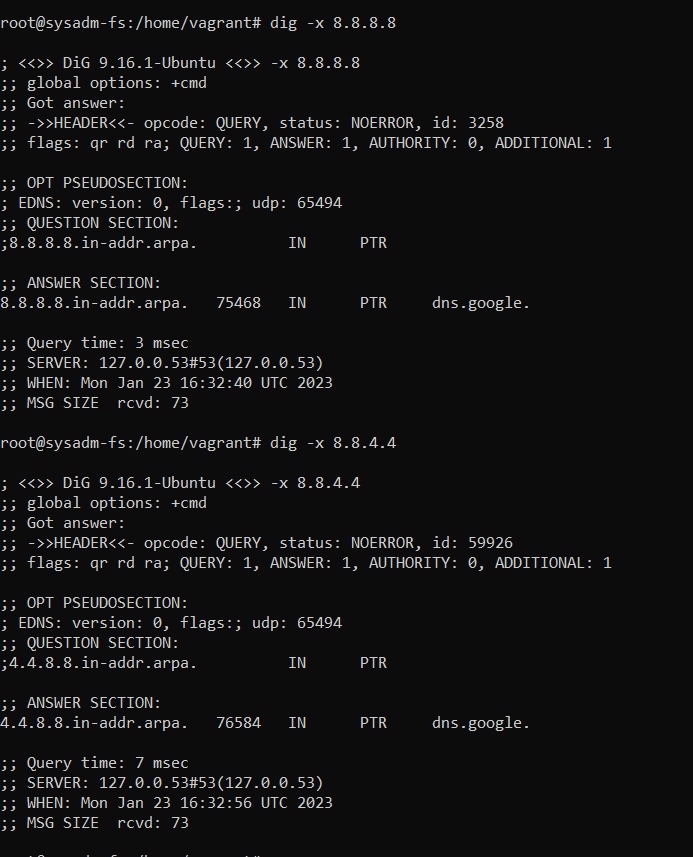 root@sysadm-fs:/home/vagrant# dig -x 8.8.8.8
; <<>> DiG 9.16.1-Ubuntu <<>> -x 8.8.8.8
;; global options: +cmd
;; Got answer:
;; ->>HEADER<<- opcode: QUERY, status: NOERROR, id: 3258
;; flags: qr rd ra; QUERY: 1, ANSWER: 1, AUTHORITY: 0, ADDITIONAL: 1
;; OPT PSEUDOSECTION:
; EDNS: version: 0, flags:; udp: 65494
;; QUESTION SECTION:
;8.8.8.8.in-addr.arpa. IN PTR
;; ANSWER SECTION:
8.8.8.8.in-addr.arpa. 75468 IN PTR dns.google.
;; Query time: 3 msec
;; SERVER: 127.0.0.53#53(127.0.0.53)
;; WHEN: Mon Jan 23 16:32:40 UTC 2023
;; MSG SIZE rcvd: 73
root@sysadm-fs:/home/vagrant# dig -x 8.8.4.4
; <<>> DiG 9.16.1-Ubuntu <<>> -x 8.8.4.4
;; global options: +cmd
;; Got answer:
;; ->>HEADER<<- opcode: QUERY, status: NOERROR, id: 59926
;; flags: qr rd ra; QUERY: 1, ANSWER: 1, AUTHORITY: 0, ADDITIONAL: 1
;; OPT PSEUDOSECTION:
; EDNS: version: 0, flags:; udp: 65494
;; QUESTION SECTION:
;4.4.8.8.in-addr.arpa. IN PTR
;; ANSWER SECTION:
4.4.8.8.in-addr.arpa. 76584 IN PTR dns.google.
;; Query time: 7 msec
;; SERVER: 127.0.0.53#53(127.0.0.53)
;; WHEN: Mon Jan 23 16:32:56 UTC 2023
;; MSG SIZE rcvd: 73